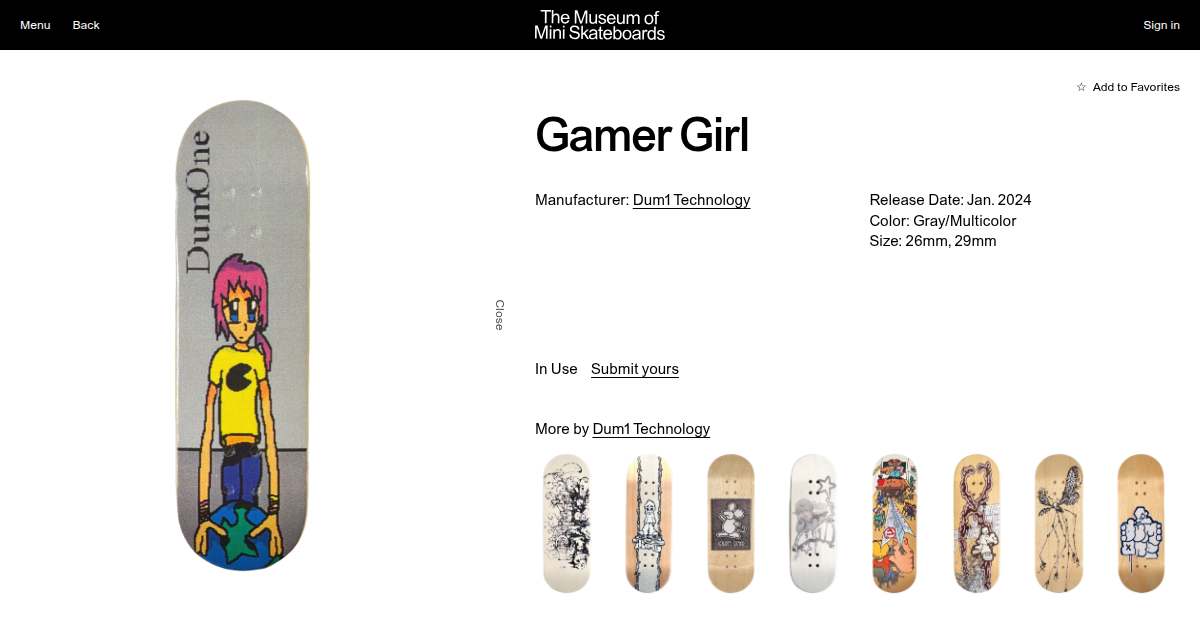 Menu
Back
The Museum of
Mini Skateboards
Sign in
☆ Add to Favorites
DumOne
Close
Gamer Girl
Manufacturer: Dum1 Technology
Release Date: Jan. 2024
Color: Gray/Multicolor
Size: 26mm, 29mm
In Use
Submit yours
More by Dum1 Technology